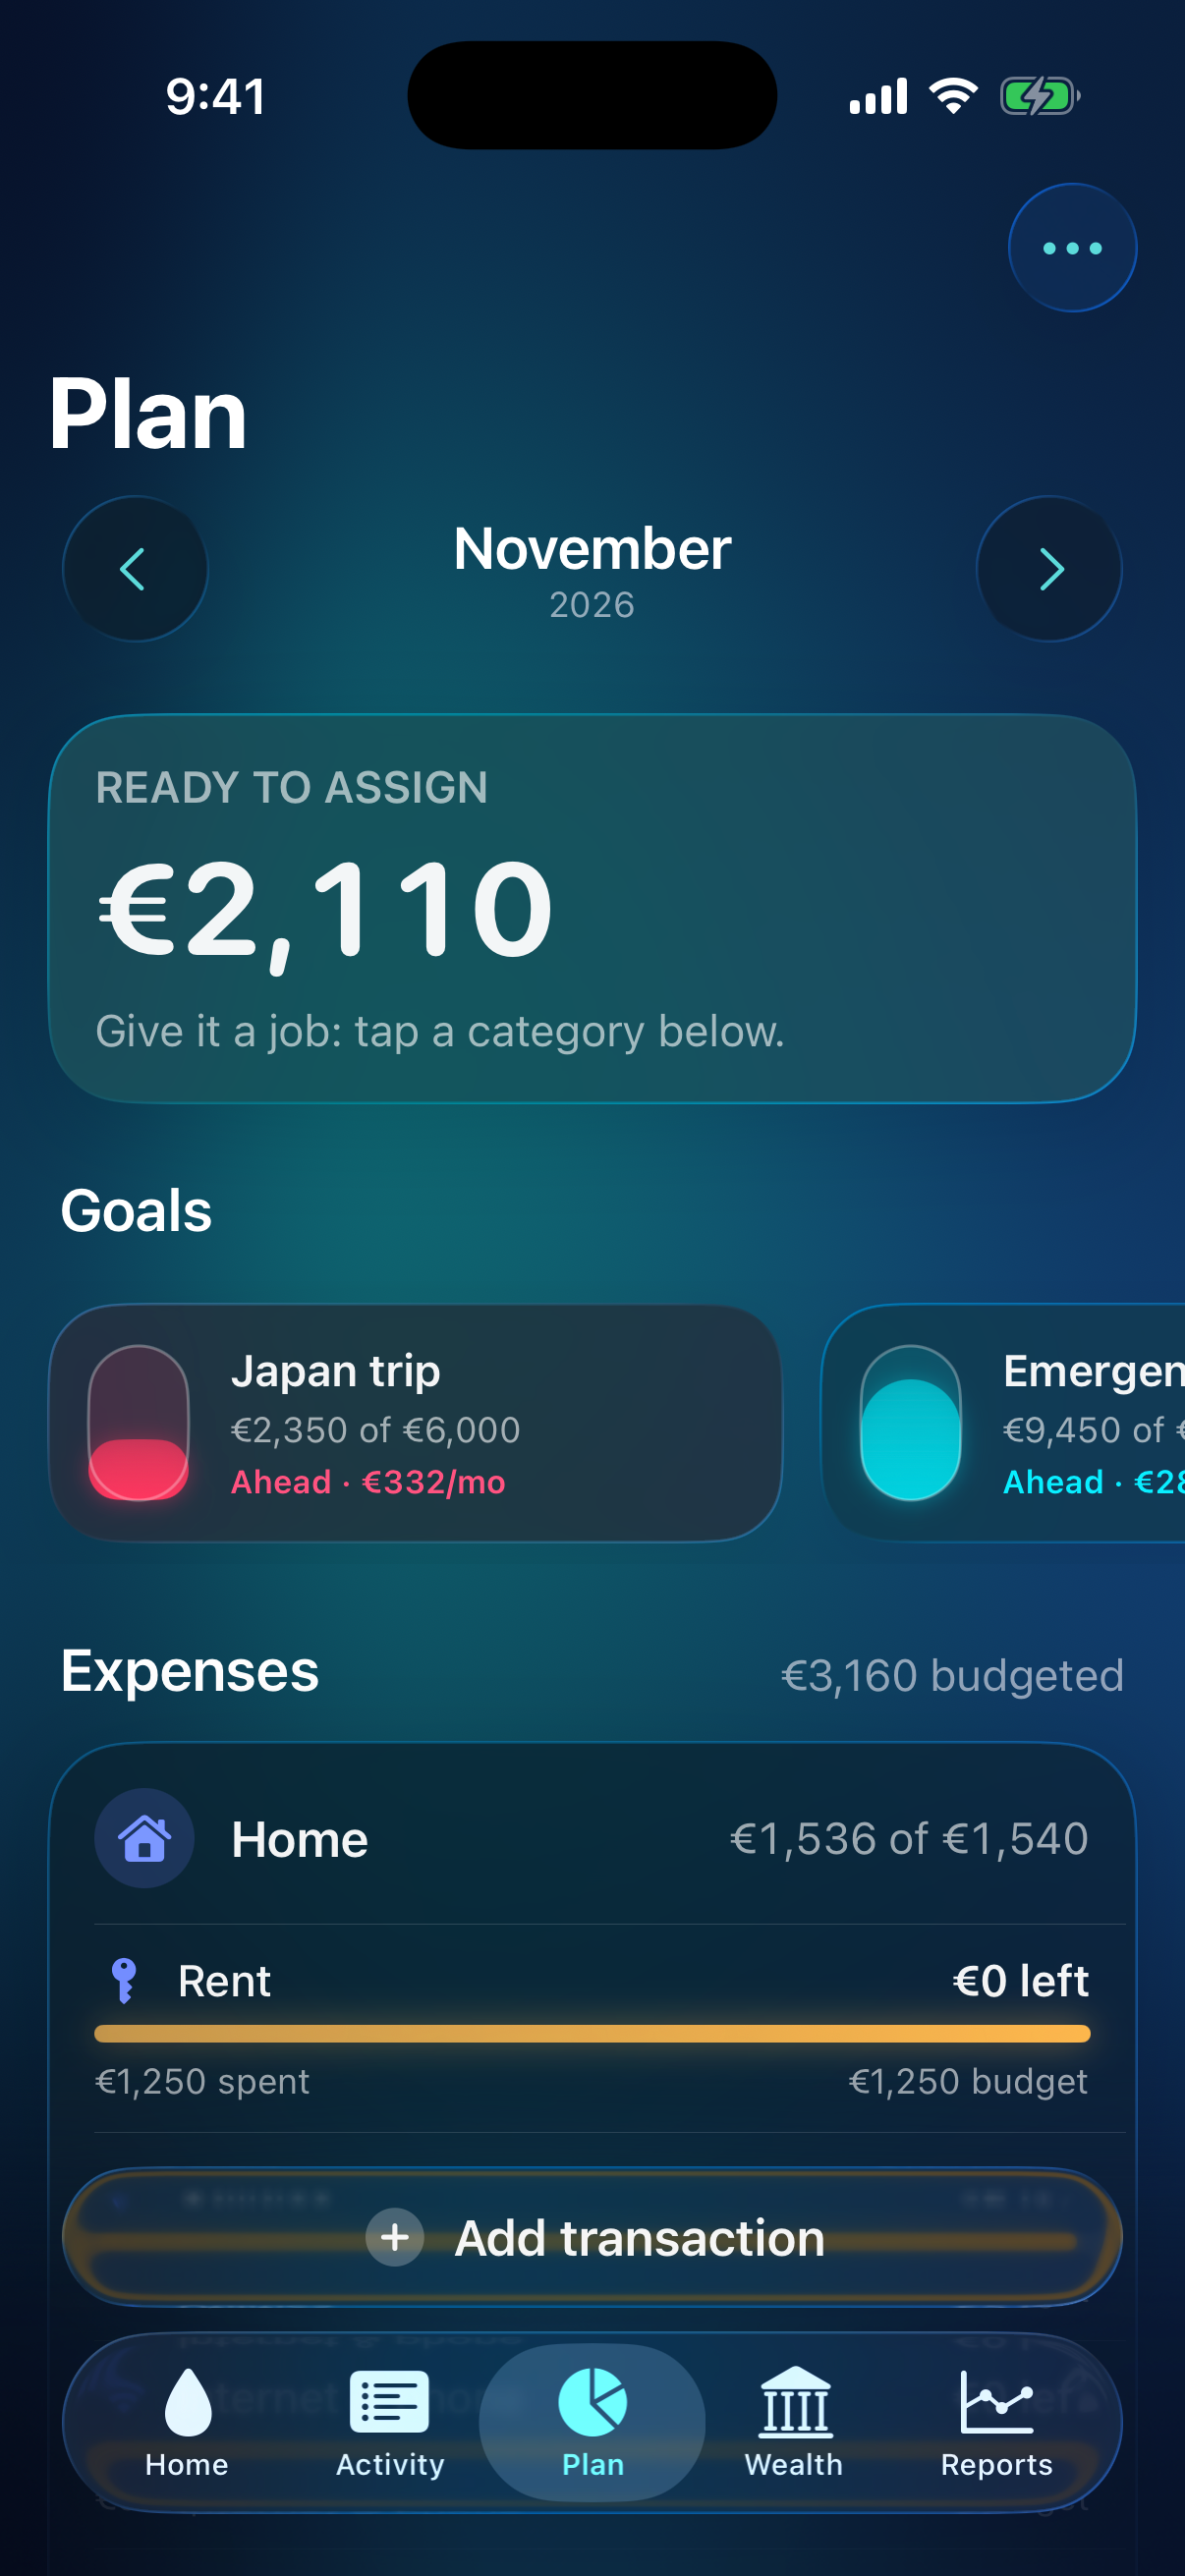 9:41
Plan
November
2026
READY TO ASSIGN
€2,110
Give it a job: tap a category below.
Goals
Japan trip
€2,350 of €6,000
Ahead · €332/mo
€9,450 of
Ahead ·
Expenses
€3,160 budgeted
Home
€1,536 of €1,540
Rent
€0 left
€1,250 spent
€1,250 budget
Add transaction
Home
Activity
Plan
Wealth
Reports